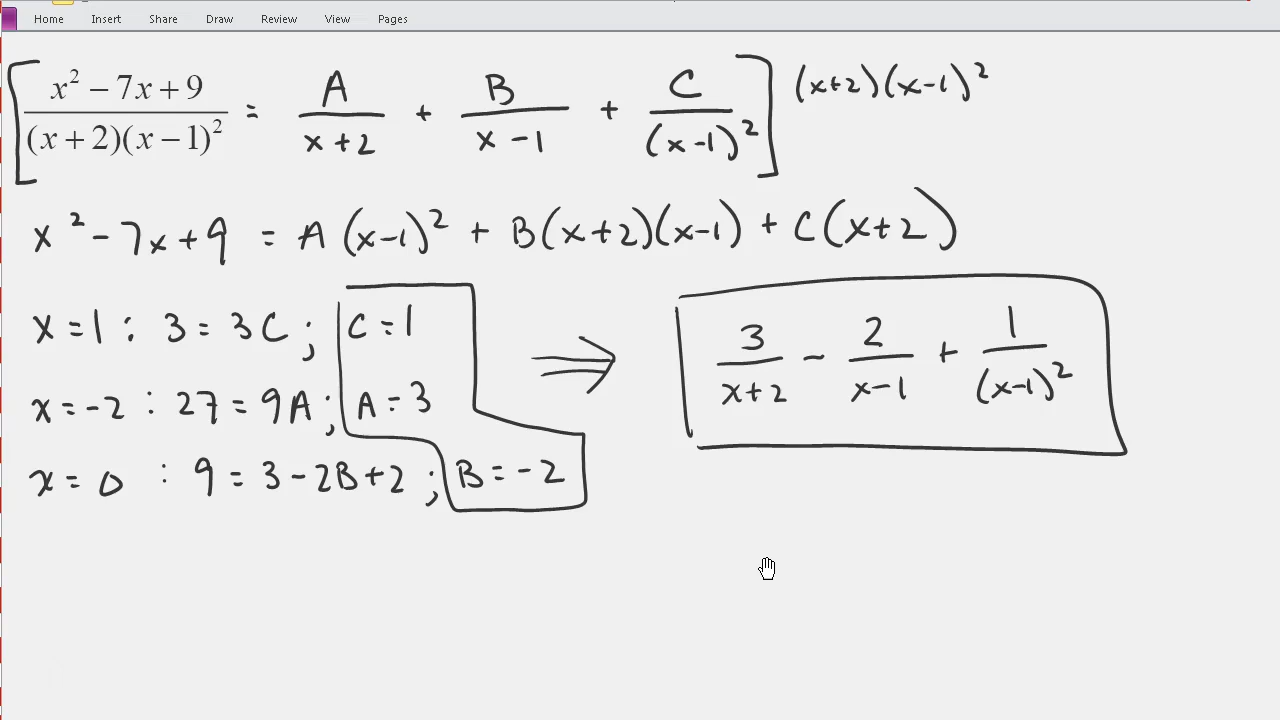 Home Insert Share Draw Review View Pages
[ (x² − 7x + 9)/((x + 2)(x − 1)²) = A/(x+2) + B/(x−1) + C/(x−1)² ] (x+2)(x−1)²
x² − 7x + 9 = A(x−1)² + B(x+2)(x−1) + C(x+2)
x = 1 : 3 = 3C ; C = 1
x = −2 : 27 = 9A ; A = 3
x = 0 : 9 = 3 − 2B + 2 ; B = −2
⇒ 3/(x+2) − 2/(x−1) + 1/(x−1)²